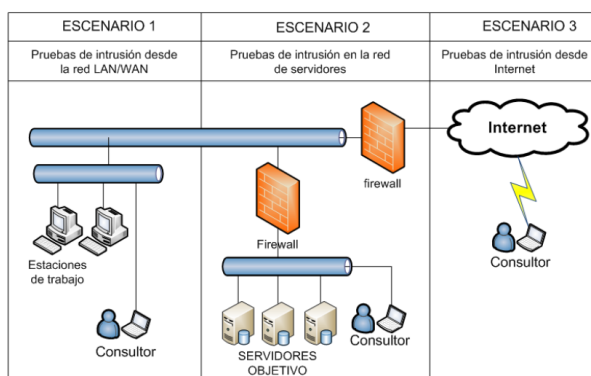 ESCENARIO 1
ESCENARIO 2
ESCENARIO 3
Pruebas de intrusión desde
la red LAN/WAN
Pruebas de intrusión en la red
de servidores
Pruebas de intrusión desde
Internet
Internet
firewall
Firewall
Estaciones
de trabajo
Consultor
Consultor
Consultor
SERVIDORES
OBJETIVO